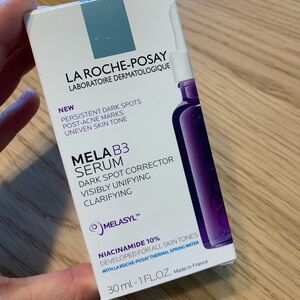 LA ROCHE-POSAY
LABORATOIRE DERMATOLOGIQUE
NEW
PERSISTENT DARK SPOTS
POST-ACNE MARKS
UNEVEN SKIN TONE
MELA B3
SERUM
DARK SPOT CORRECTOR
VISIBLY UNIFYING
CLARIFYING
MELASYL™
NIACINAMIDE 10%
DEVELOPED FOR ALL SKIN TONES
WITH LA ROCHE-POSAY THERMAL SPRING WATER
30 ml - 1 FL.OZ. Made in France